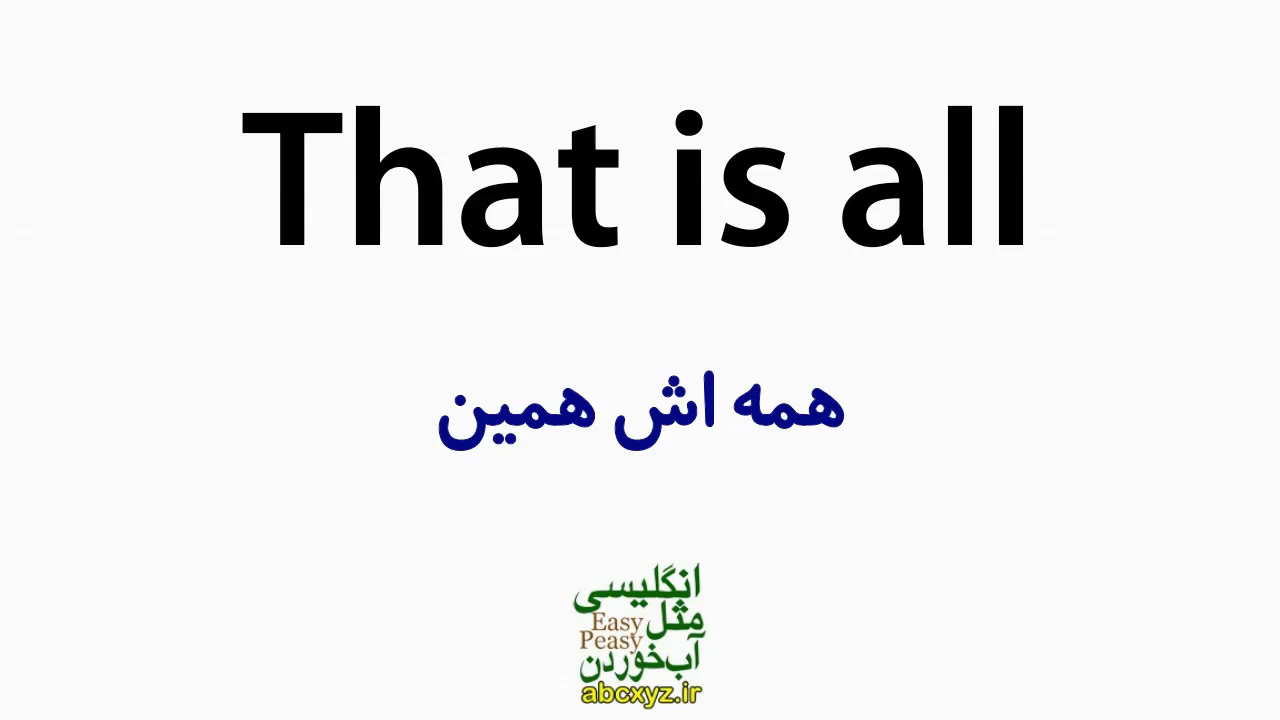 That is all
همه اش همین
انگلیسی
مثل
Easy
Peasy
آب‌خوردن
abcxyz.ir